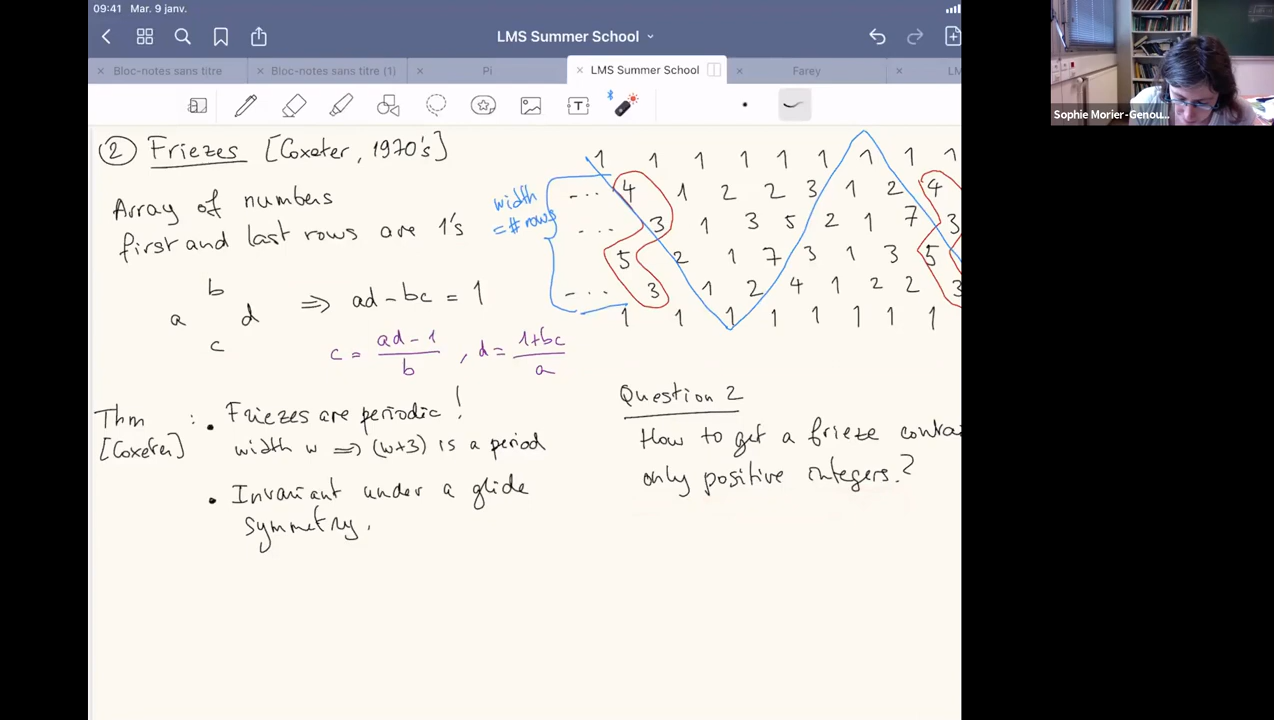 09:41 Mar. 9 janv.
LMS Summer School
Bloc-notes sans titre
Bloc-notes sans titre (1)
Pi
LMS Summer School
Farey
LM
Sophie Morier-Genou...
② Friezes [Coxeter, 1970's]
Array of numbers
first and last rows are 1's
b
a d ⟹ ad - bc = 1
c
c = (ad - 1)/b , d = (1 + bc)/a
width
= # rows
1 1 1 1 1 1 1 1 1
--- 4 1 2 2 3 1 2 4
--- 3 1 3 5 2 1 7 3
5 2 1 7 3 1 3 5
--- 3 1 2 4 1 2 2 3
1 1 1 1 1 1 1 1
Thm : • Friezes are periodic !
[Coxeter] width w ⟹ (w+3) is a period
• Invariant under a glide
symmetry.
Question 2
How to get a frieze contai
only positive integers.?